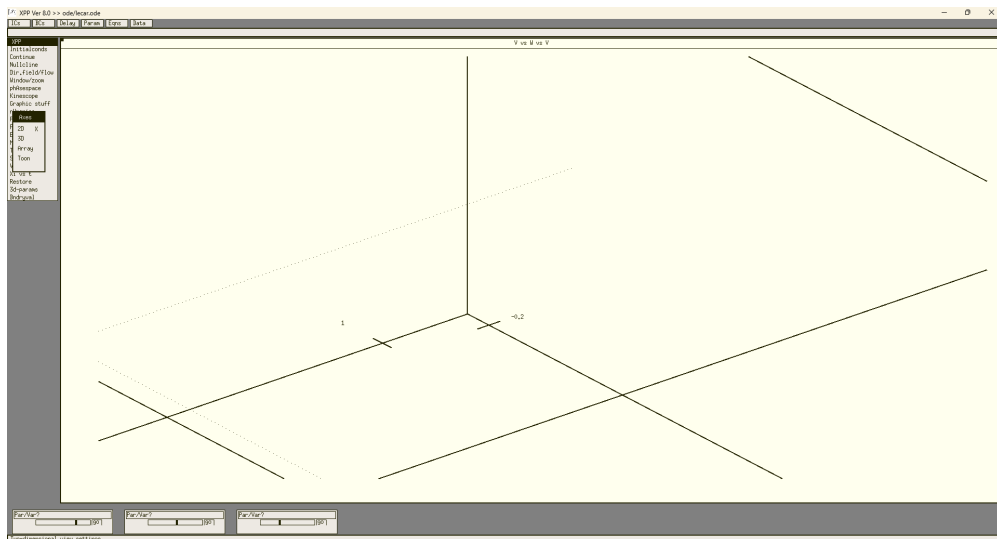 XPP Ver 8.0 >> ode/lecar.ode
ICs BCs Delay Param Eqns Data
V vs W vs V
XPP
Initialconds
Continue
Nullcline
Dir.field/flow
Window/zoom
phAsespace
Kinescope
Graphic stuff
Axes
2D X
3D
Array
Toon
Xi vs t
Restore
3d-params
Bndryval
1
-0.2
Par/Var?
Par/Var?
Par/Var?